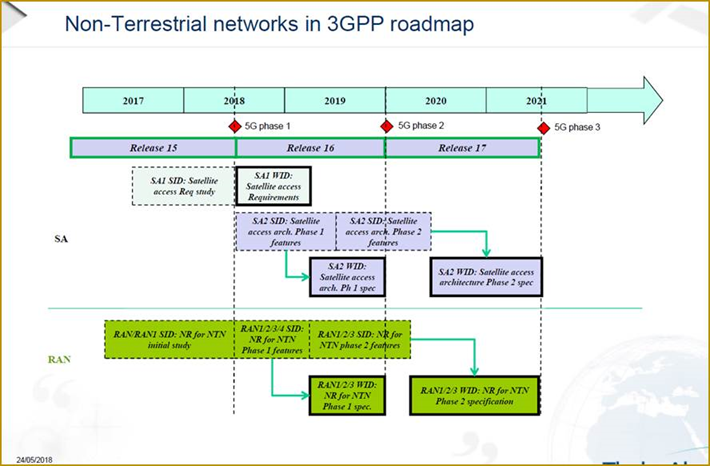 Non-Terrestrial networks in 3GPP roadmap
2017 2018 2019 2020 2021
5G phase 1 5G phase 2 5G phase 3
Release 15 Release 16 Release 17
SA1 SID: Satellite
access Req study
SA1 WID:
Satellite access
Requirements
SA2 SID: Satellite
access arch. Phase 1
features
SA2 SID: Satellite
access arch. Phase 2
features
SA
SA2 WID:
Satellite access
arch. Ph 1 spec
SA2 WID: Satellite access
architecture Phase 2 spec
RAN/RAN1 SID: NR for NTN
initial study
RAN1/2/3/4 SID:
NR for NTN
Phase 1 features
RAN1/2/3 SID: NR for
NTN phase 2 features
RAN
RAN1/2/3 WID:
NR for NTN
Phase 1 spec.
RAN1/2/3 WID: NR for NTN
Phase 2 specification
24/05/2018